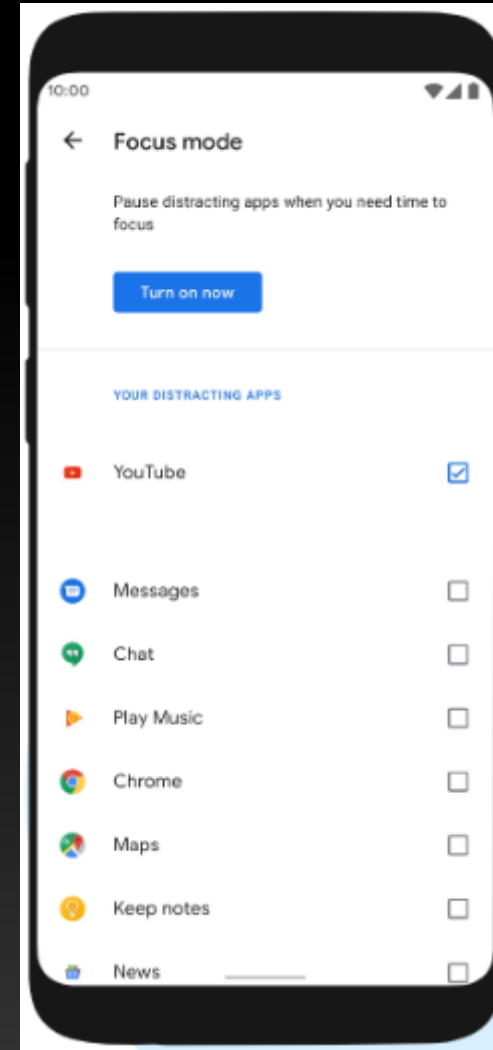 10:00
Focus mode
Pause distracting apps when you need time to
focus
Turn on now
YOUR DISTRACTING APPS
YouTube
Messages
Chat
Play Music
Chrome
Maps
Keep notes
News